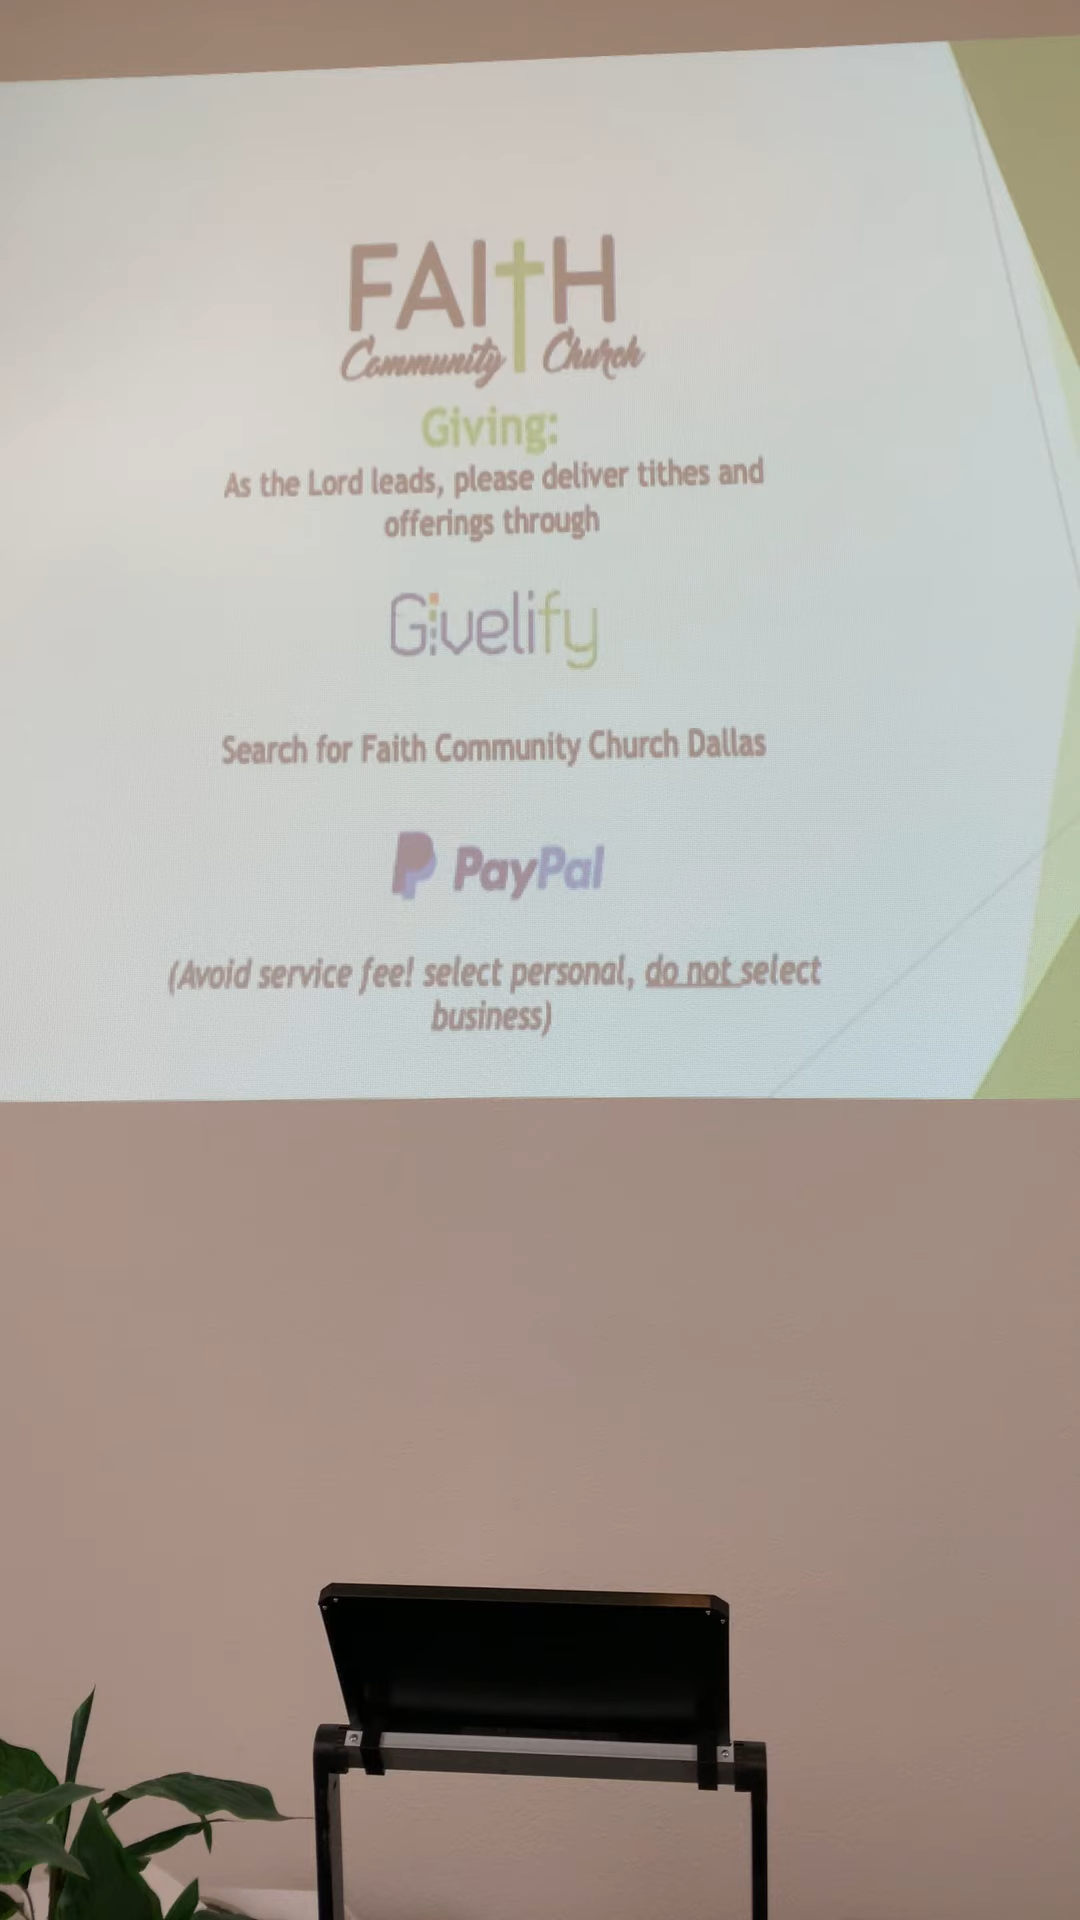 FAITH
Community Church
Giving:
As the Lord leads, please deliver tithes and
offerings through
Givelify
Search for Faith Community Church Dallas
PayPal
(Avoid service fee! select personal, do not select
business)